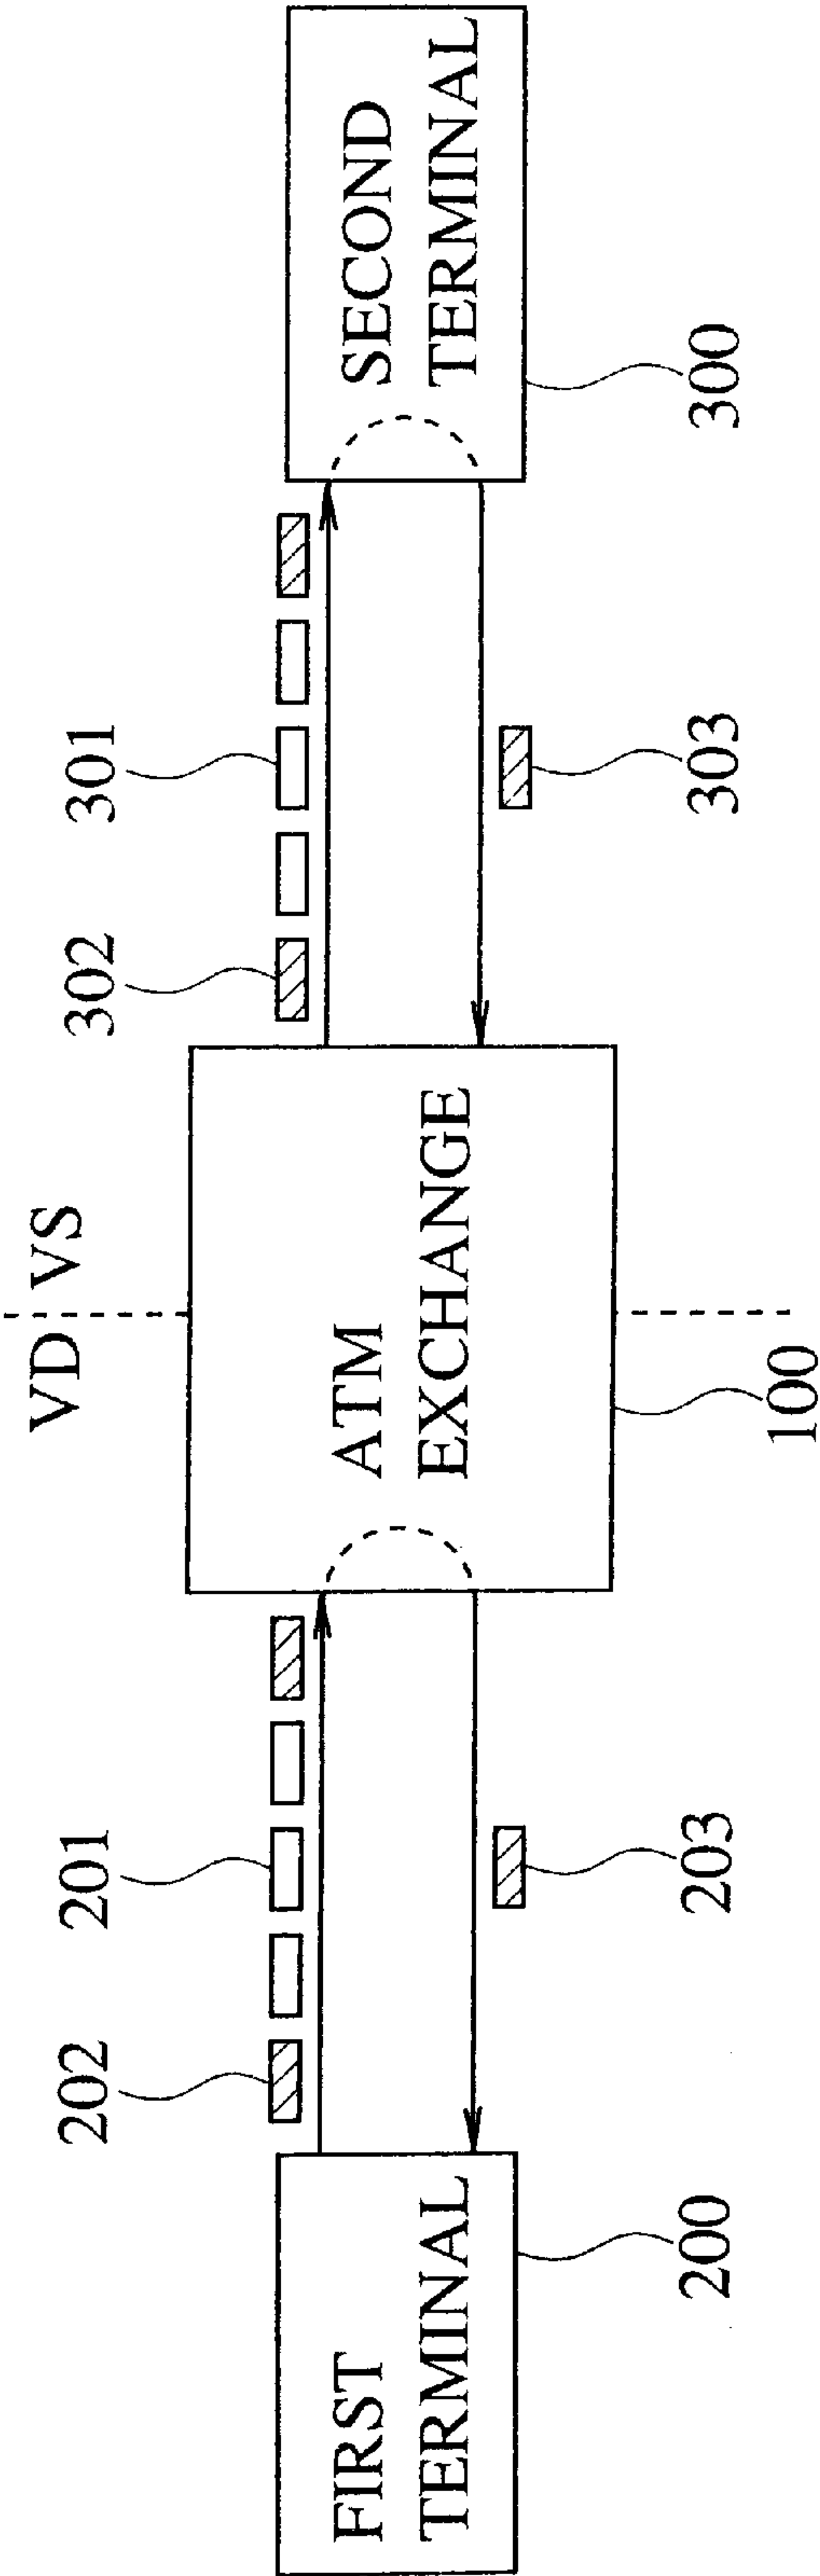 VD VS
202
201
302
301
FIRST
TERMINAL
ATM
EXCHANGE
SECOND
TERMINAL
200
203
100
303
300